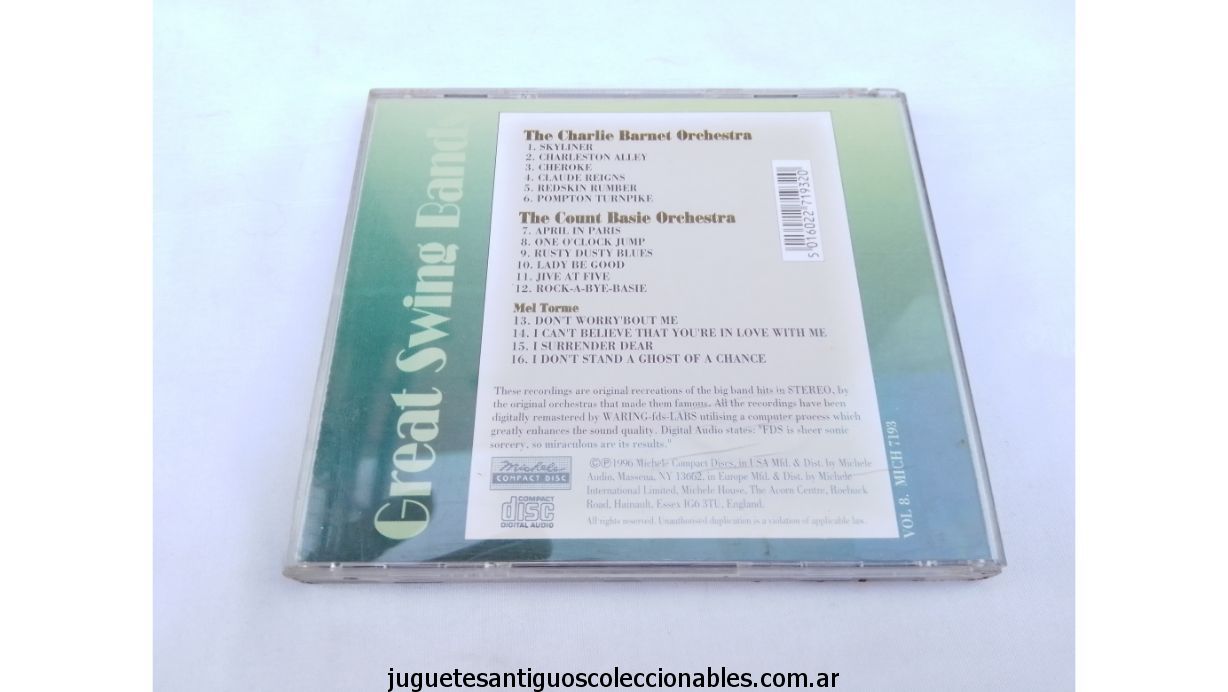 Great Swing Bands
The Charlie Barnet Orchestra
1. SKYLINER
2. CHARLESTON ALLEY
3. CHEROKE
4. CLAUDE REIGNS
5. REDSKIN RUMBER
6. POMPTON TURNPIKE
The Count Basie Orchestra
7. APRIL IN PARIS
8. ONE O'CLOCK JUMP
9. RUSTY DUSTY BLUES
10. LADY BE GOOD
11. JIVE AT FIVE
12. ROCK-A-BYE-BASIE
Mel Torme
13. DON'T WORRY'BOUT ME
14. I CAN'T BELIEVE THAT YOU'RE IN LOVE WITH ME
15. I SURRENDER DEAR
16. I DON'T STAND A GHOST OF A CHANCE
5 016022 719320
These recordings are original recreations of the big band hits in STEREO, by
the original orchestras that made them famous. All the recordings have been
digitally remastered by WARING-fds-LABS utilising a computer process which
greatly enhances the sound quality. Digital Audio states: "FDS is sheer sonic
sorcery, so miraculous are its results."
Michele
COMPACT DISC
COMPACT
disc
DIGITAL AUDIO
©Ⓟ1996 Michele Compact Discs, in USA Mfd. & Dist. by Michele
Audio, Massena, NY 13662, in Europe Mfd. & Dist. by Michele
International Limited, Michele House, The Acorn Centre, Roebuck
Road, Hainault, Essex IG6 3TU, England.
All rights reserved. Unauthorised duplication is a violation of applicable law.
VOL 8. MICH 7193
juguetesantiguoscoleccionables.com.ar